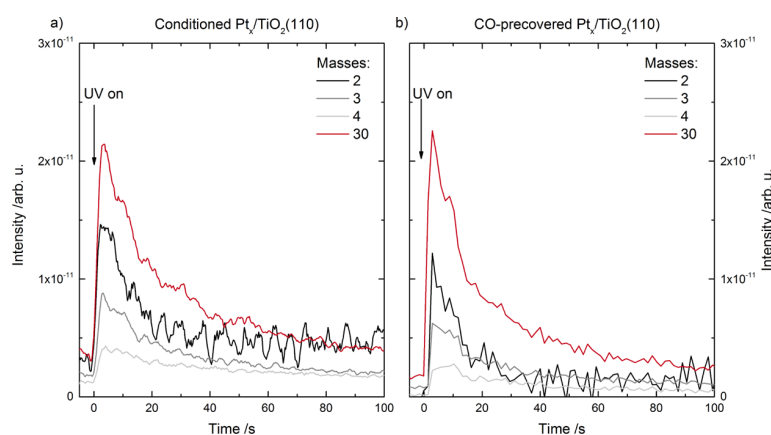 a) Conditioned Ptₓ/TiO₂(110)
Masses:
2
3
4
30
UV on
3x10⁻¹¹
2x10⁻¹¹
1x10⁻¹¹
0
Intensity /arb. u.
0 20 40 60 80 100
Time /s
b) CO-precovered Ptₓ/TiO₂(110)
Masses:
2
3
4
30
UV on
3x10⁻¹¹
2x10⁻¹¹
1x10⁻¹¹
0
Intensity /arb. u.
0 20 40 60 80 100
Time /s